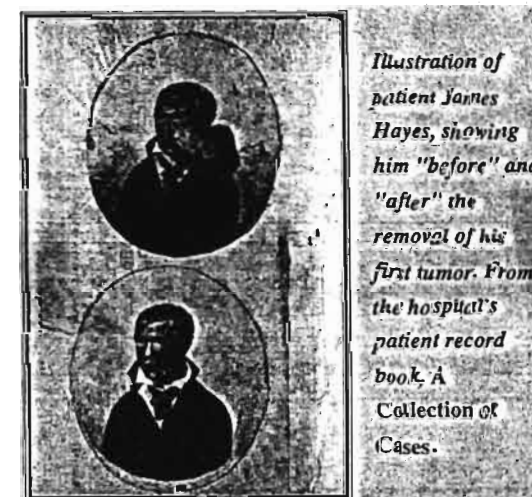 Illustration of
patient James
Hayes, showing
him "before" and
"after" the
removal of his
first tumor. From
the hospital's
patient record
book. A
Collection of
Cases.